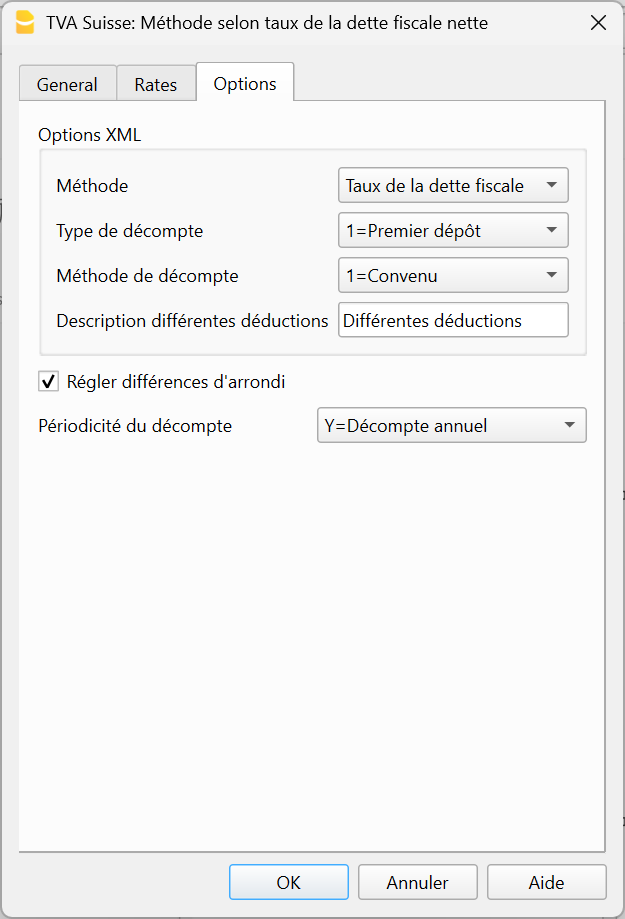 TVA Suisse: Méthode selon taux de la dette fiscale nette
General Rates Options
Options XML
Méthode Taux de la dette fiscale
Type de décompte 1=Premier dépôt
Méthode de décompte 1=Convenu
Description différentes déductions Différentes déductions
Régler différences d'arrondi
Périodicité du décompte Y=Décompte annuel
OK Annuler Aide